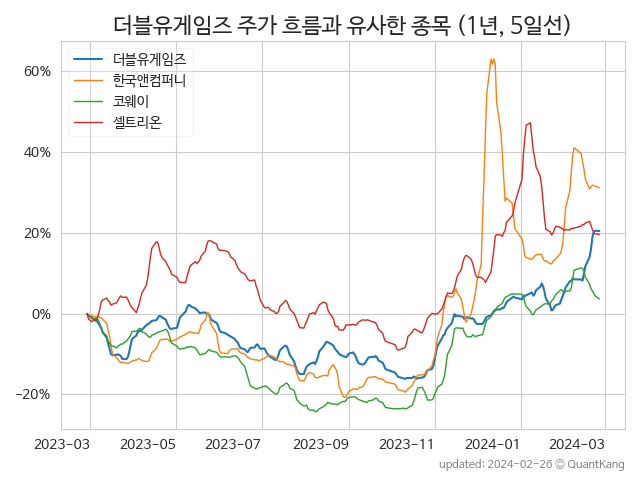 더블유게임즈 주가 흐름과 유사한 종목 (1년, 5일선)
더블유게임즈
한국앤컴퍼니
코웨이
셀트리온
60%
40%
20%
0%
−20%
2023-03 2023-05 2023-07 2023-09 2023-11 2024-01 2024-03
updated: 2024-02-26 © QuantKang